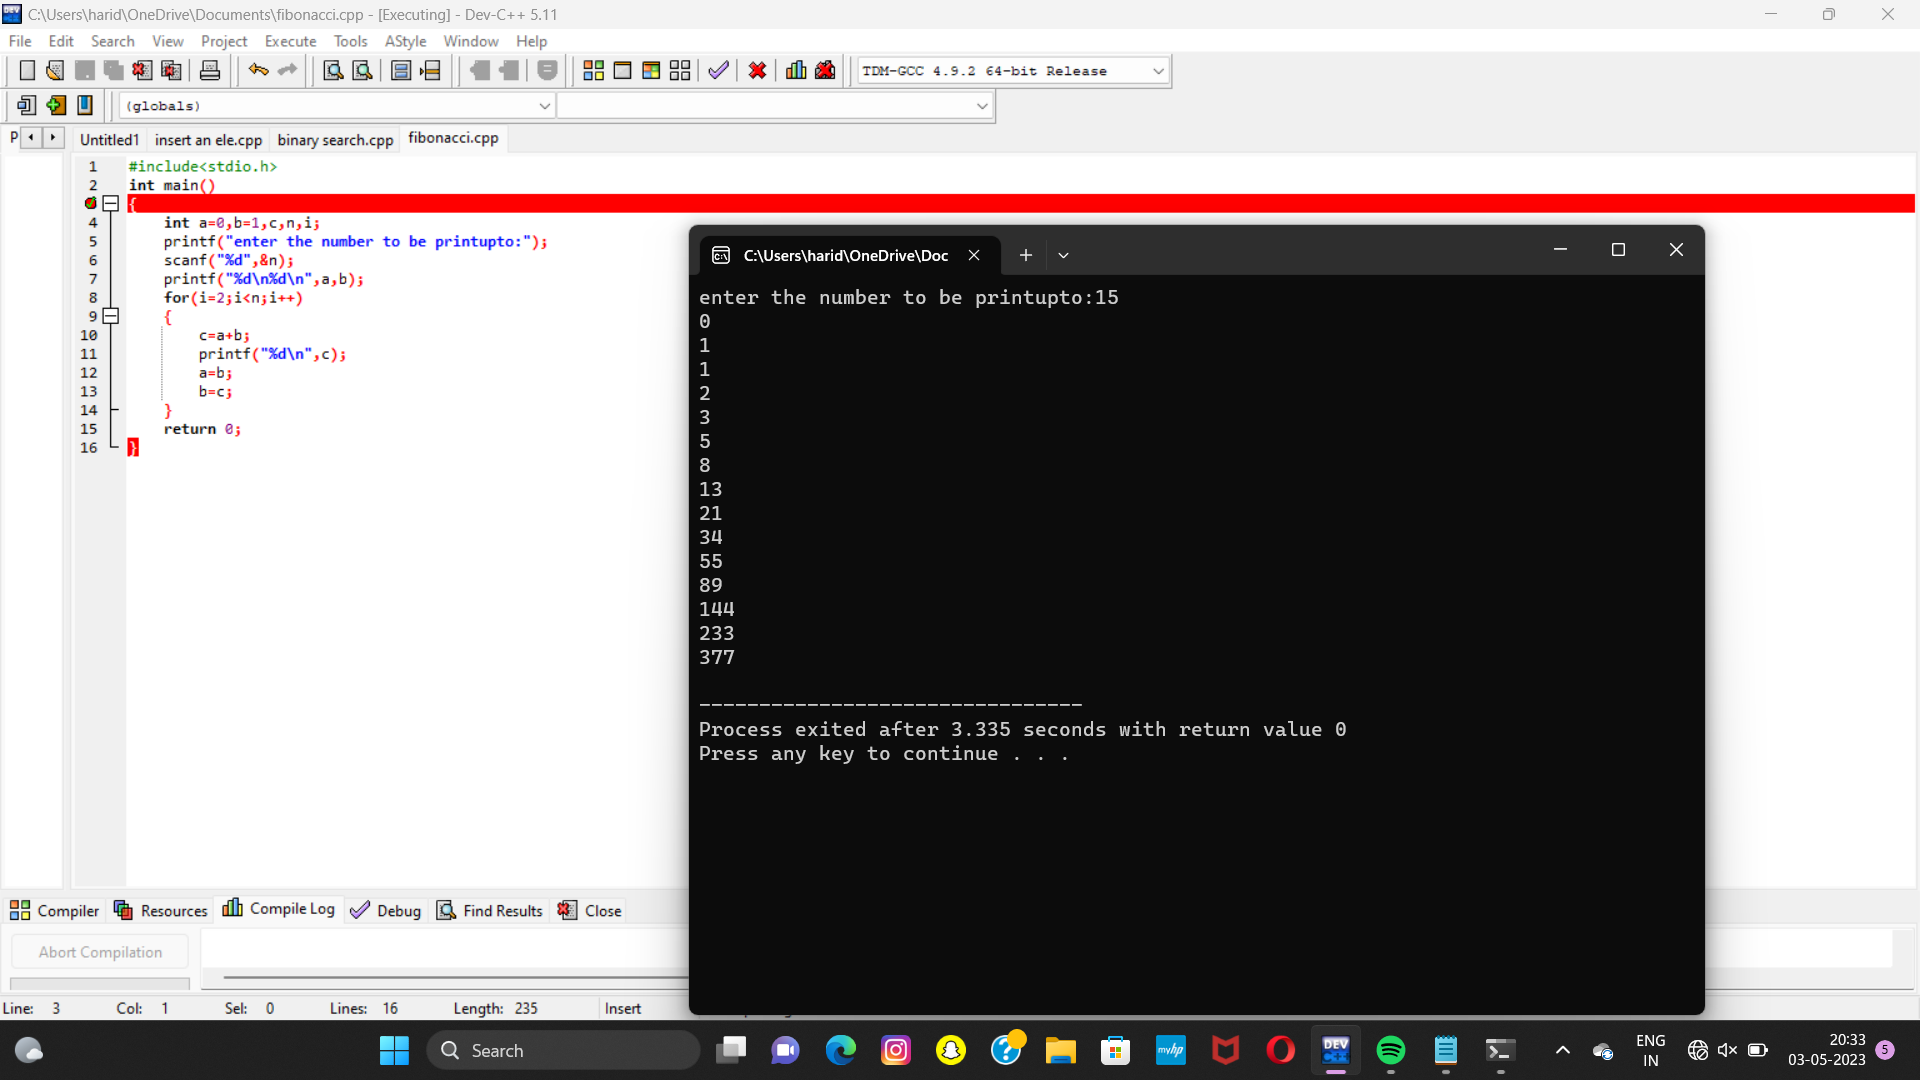 C:\Users\harid\OneDrive\Documents\fibonacci.cpp - [Executing] - Dev-C++ 5.11
File Edit Search View Project Execute Tools AStyle Window Help
TDM-GCC 4.9.2 64-bit Release
(globals)
P Untitled1 insert an ele.cpp binary search.cpp fibonacci.cpp
1 #include<stdio.h>
2 int main()
{
4 int a=0,b=1,c,n,i;
5 printf("enter the number to be printupto:");
6 scanf("%d",&n);
7 printf("%d\n%d\n",a,b);
8 for(i=2;i<n;i++)
9 {
10 c=a+b;
11 printf("%d\n",c);
12 a=b;
13 b=c;
14 }
15 return 0;
16 }
C:\Users\harid\OneDrive\Doc
enter the number to be printupto:15
0
1
1
2
3
5
8
13
21
34
55
89
144
233
377
--------------------------------
Process exited after 3.335 seconds with return value 0
Press any key to continue . . .
Compiler Resources Compile Log Debug Find Results Close
Abort Compilation
Line: 3 Col: 1 Sel: 0 Lines: 16 Length: 235 Insert
Search
myhp
DEV C++
ENG
IN
20:33
03-05-2023
5